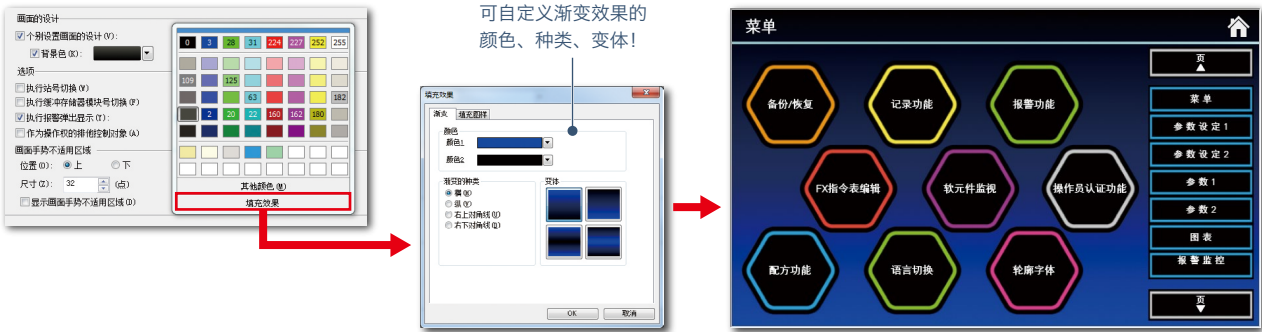 画面的设计
个别设置画面的设计(V):
背景色(K):
选项
执行站号切换(W)
执行缓冲存储器模块号切换(F)
执行报警弹出显示(Y):
作为操作权的排他控制对象(A)
画面手势不适用区域
位置(O): 上 下
尺寸(Z): 32 (点)
显示画面手势不适用区域(D)
0 3 28 31 224 227 252 255
109 125
63 182
2 20 22 160 162 180
其他颜色(M)
填充效果
可自定义渐变效果的
颜色、种类、变体！
填充效果
渐变 填充图样
颜色
颜色1
颜色2
渐变的种类
横(H)
纵(V)
右上对角线(U)
右下对角线(D)
变体
OK 取消
菜单
备份/恢复
记录功能
报警功能
FX指令表编辑
软元件监视
操作员认证功能
配方功能
语言切换
轮廓字体
页
▲
菜单
参数设定1
参数设定2
参数1
参数2
图表
报警监控
页
▼